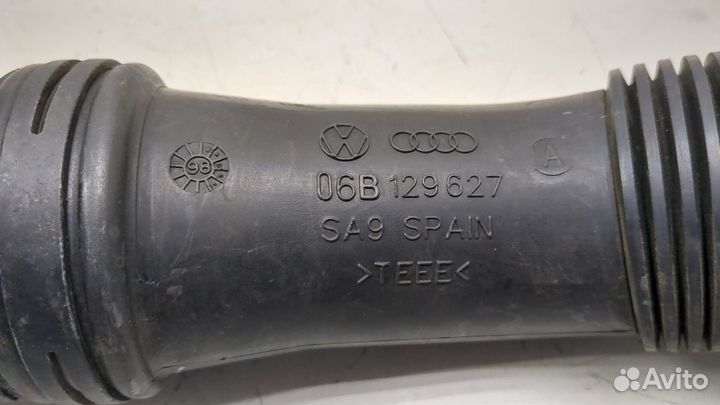 98
A
06B 129 627
SA9 SPAIN
>TEEE<
Avito